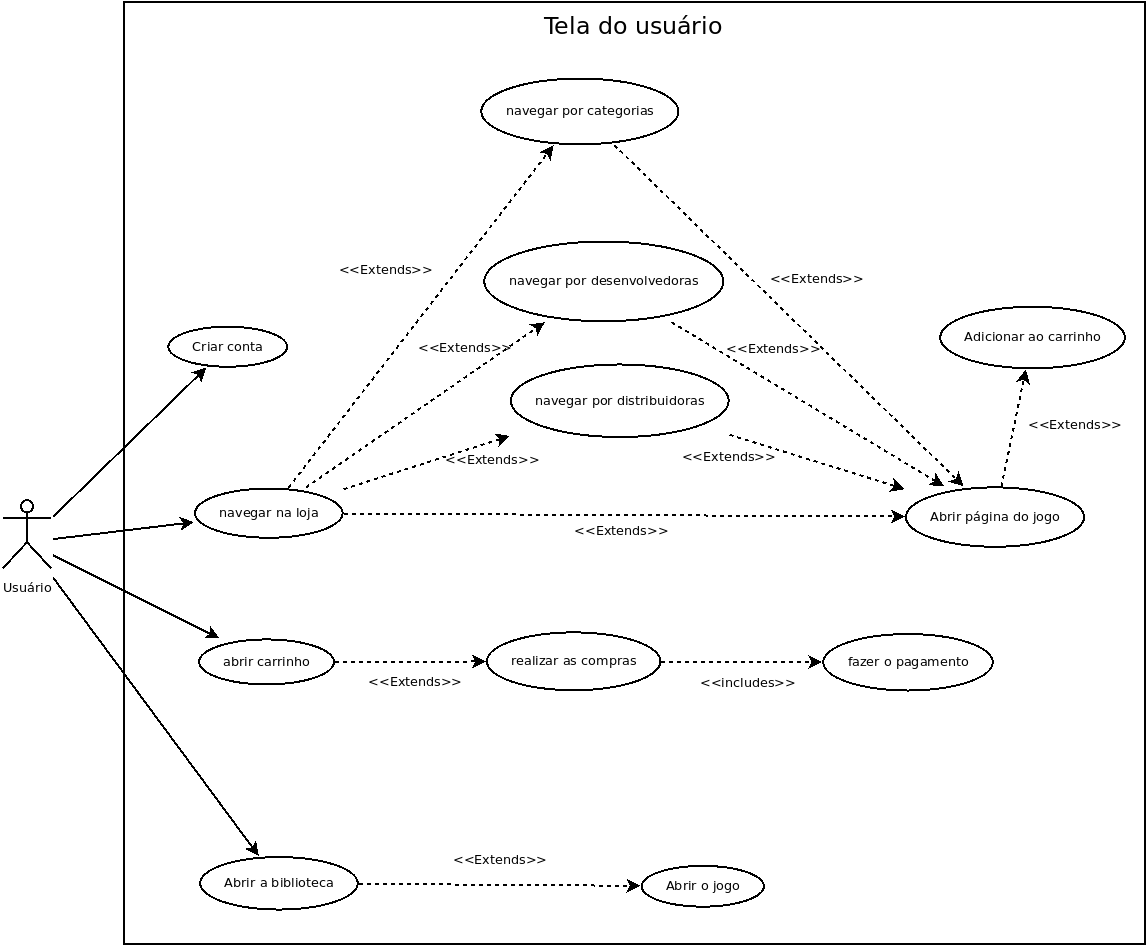 Tela do usuário
navegar por categorias
<<Extends>>
<<Extends>>
navegar por desenvolvedoras
Criar conta
<<Extends>>
<<Extends>>
Adicionar ao carrinho
navegar por distribuidoras
<<Extends>>
<<Extends>>
<<Extends>>
navegar na loja
<<Extends>>
Abrir página do jogo
Usuário
abrir carrinho
<<Extends>>
realizar as compras
<<includes>>
fazer o pagamento
Abrir a biblioteca
<<Extends>>
Abrir o jogo